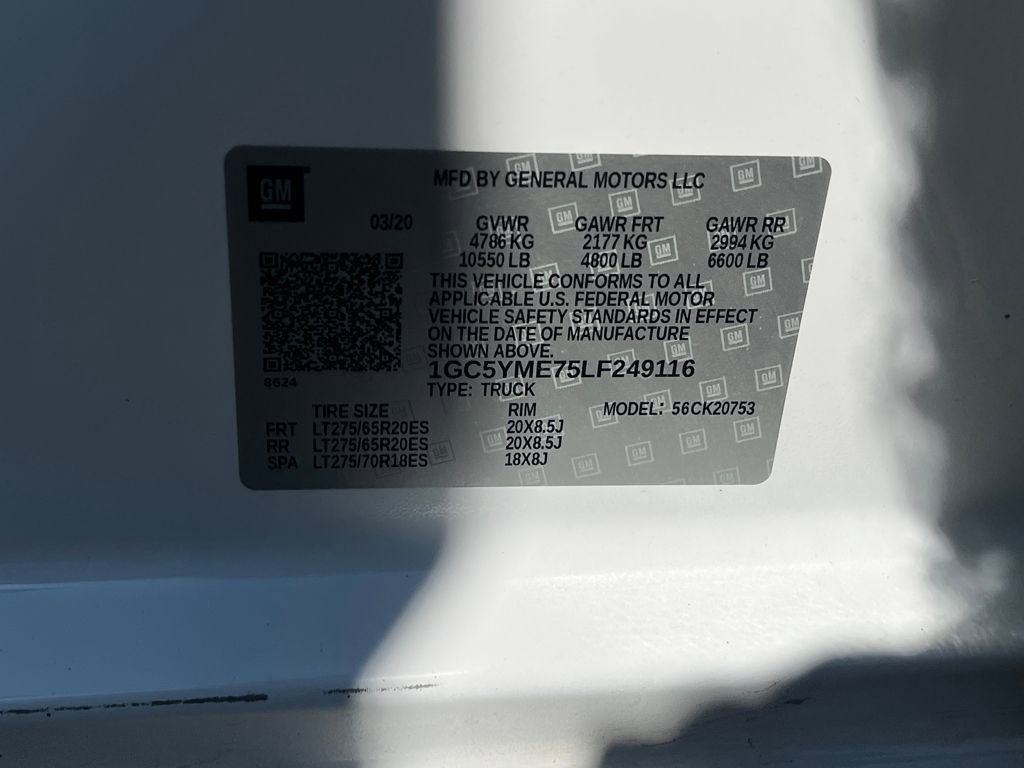 GM
MFD BY GENERAL MOTORS LLC
03/20 GVWR GAWR FRT GAWR RR
4786 KG 2177 KG 2994 KG
10550 LB 4800 LB 6600 LB
THIS VEHICLE CONFORMS TO ALL
APPLICABLE U.S. FEDERAL MOTOR
VEHICLE SAFETY STANDARDS IN EFFECT
ON THE DATE OF MANUFACTURE
SHOWN ABOVE.
1GC5YME75LF249116
8624
TYPE: TRUCK
TIRE SIZE RIM MODEL: 56CK20753
FRT LT275/65R20ES 20X8.5J
RR LT275/65R20ES 20X8.5J
SPA LT275/70R18ES 18X8J